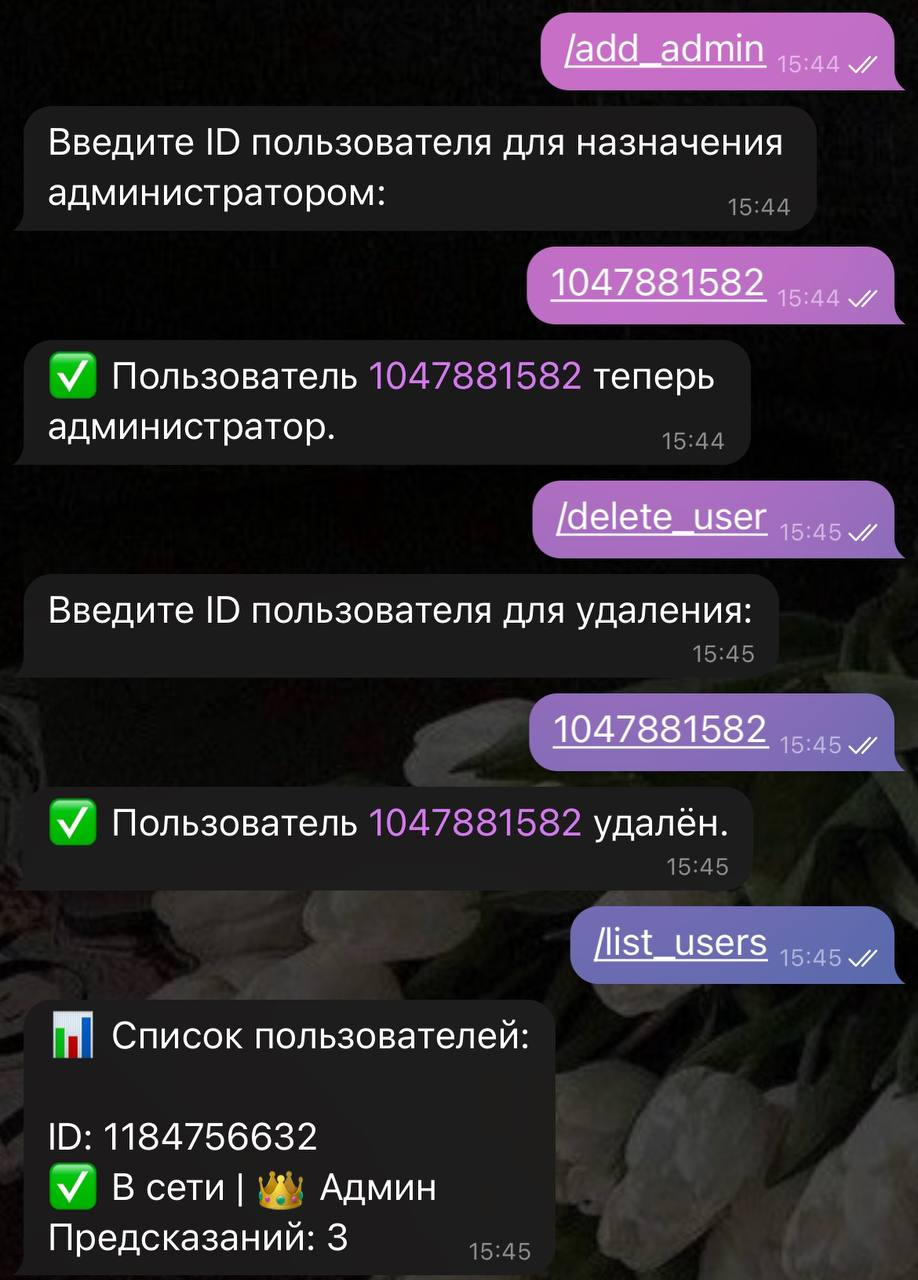 /add_admin 15:44
Введите ID пользователя для назначения
администратором:
15:44
1047881582 15:44
✅ Пользователь 1047881582 теперь
администратор.
15:44
/delete_user 15:45
Введите ID пользователя для удаления:
15:45
1047881582 15:45
✅ Пользователь 1047881582 удалён.
15:45
/list_users 15:45
📊 Список пользователей:
ID: 1184756632
✅ В сети | 👑 Админ
Предсказаний: 3
15:45